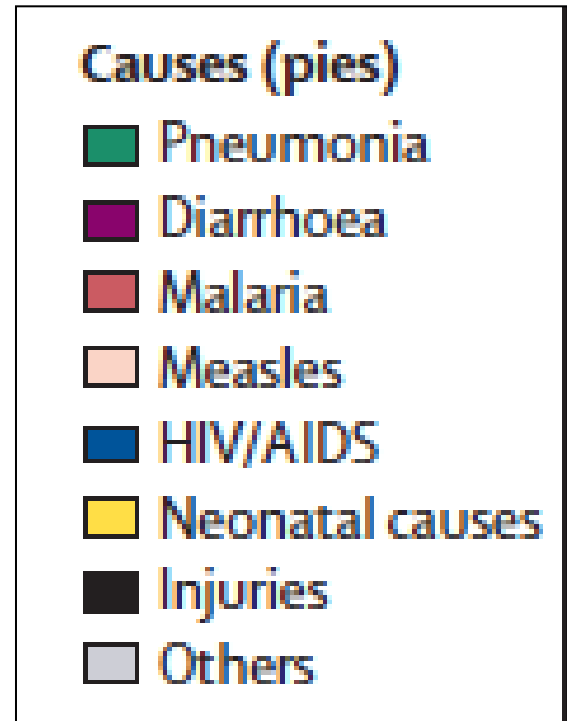 Causes (pies)
Pneumonia
Diarrhoea
Malaria
Measles
HIV/AIDS
Neonatal causes
Injuries
Others